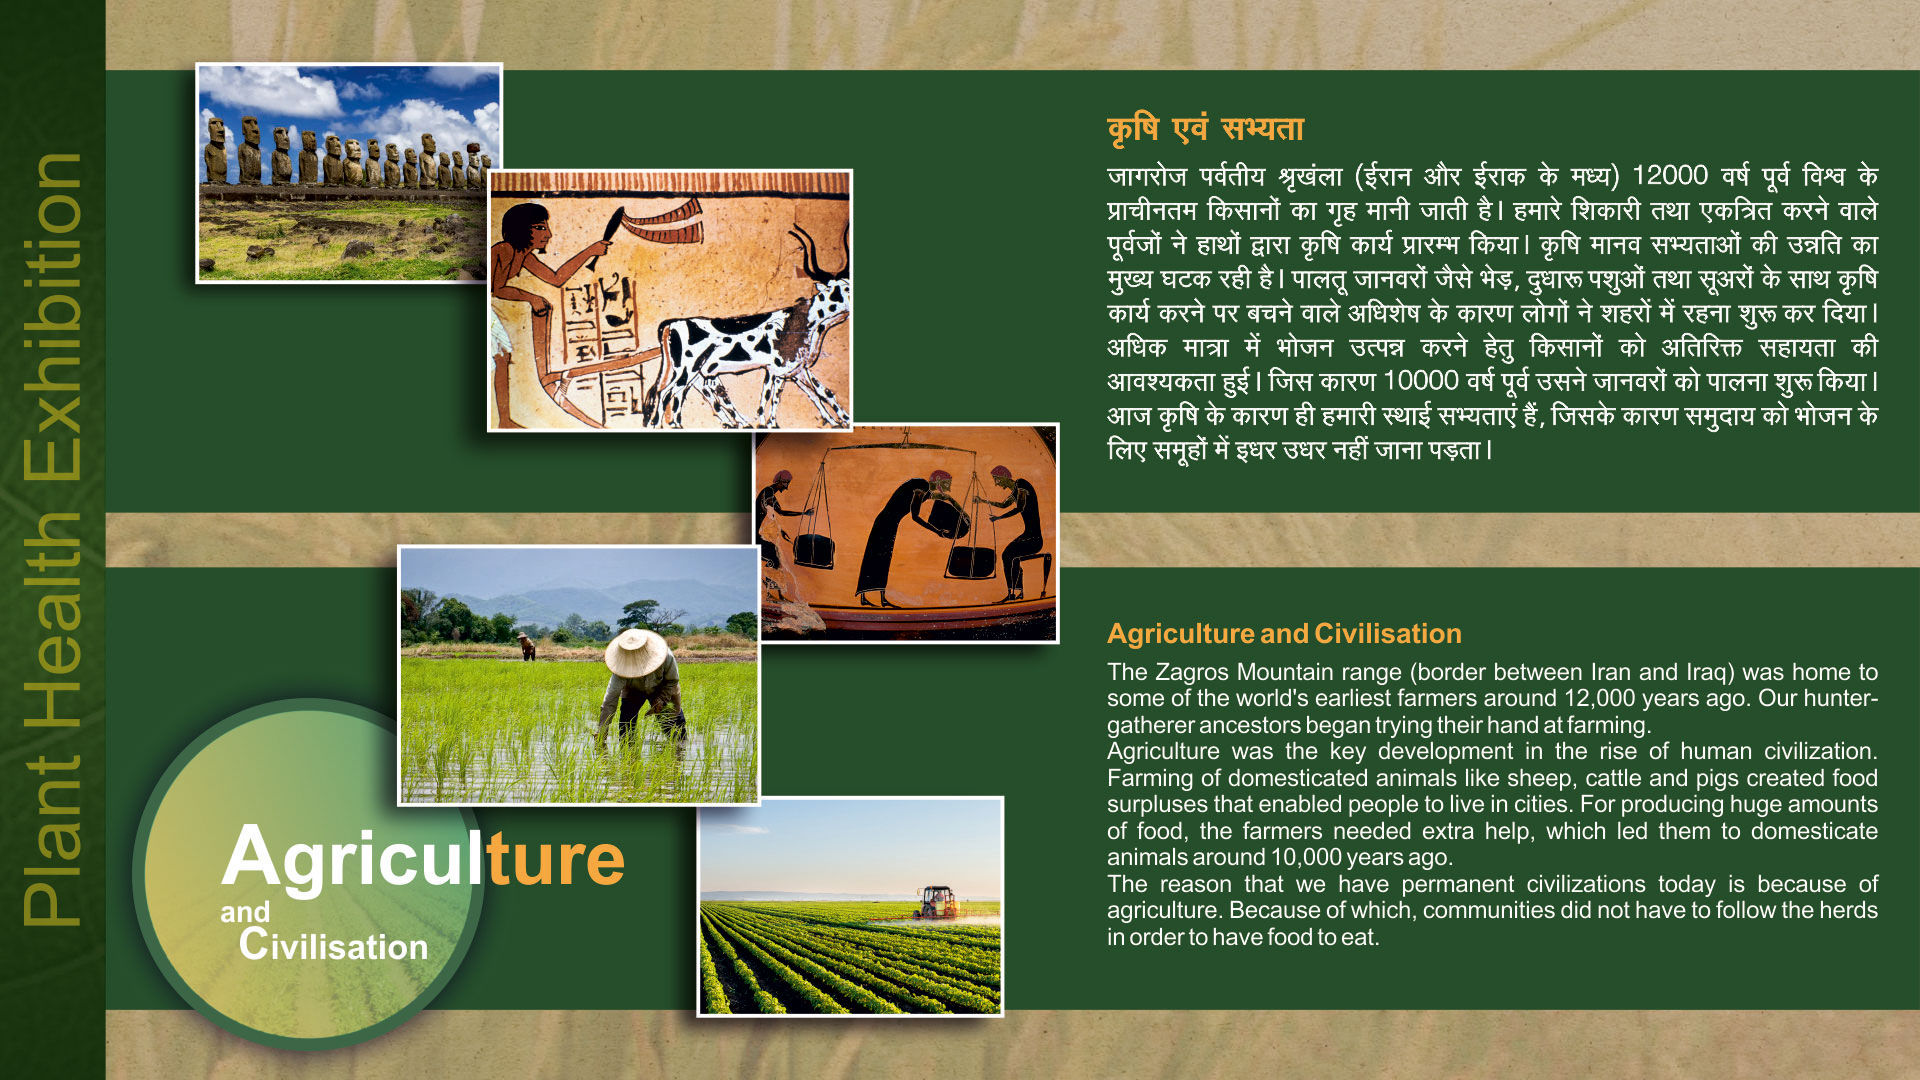 Plant Health Exhibition
Agriculture
and
Civilisation
कृषि एवं सभ्यता
जागरोज पर्वतीय श्रृखंला (ईरान और ईराक के मध्य) 12000 वर्ष पूर्व विश्व के
प्राचीनतम किसानों का गृह मानी जाती है। हमारे शिकारी तथा एकत्रित करने वाले
पूर्वजों ने हाथों द्वारा कृषि कार्य प्रारम्भ किया। कृषि मानव सभ्यताओं की उन्नति का
मुख्य घटक रही है। पालतू जानवरों जैसे भेड़, दुधारू पशुओं तथा सूअरों के साथ कृषि
कार्य करने पर बचने वाले अधिशेष के कारण लोगों ने शहरों में रहना शुरू कर दिया।
अधिक मात्रा में भोजन उत्पन्न करने हेतु किसानों को अतिरिक्त सहायता की
आवश्यकता हुई। जिस कारण 10000 वर्ष पूर्व उसने जानवरों को पालना शुरू किया।
आज कृषि के कारण ही हमारी स्थाई सभ्यताएं हैं, जिसके कारण समुदाय को भोजन के
लिए समूहों में इधर उधर नहीं जाना पड़ता।
Agriculture and Civilisation
The Zagros Mountain range (border between Iran and Iraq) was home to
some of the world's earliest farmers around 12,000 years ago. Our hunter-
gatherer ancestors began trying their hand at farming.
Agriculture was the key development in the rise of human civilization.
Farming of domesticated animals like sheep, cattle and pigs created food
surpluses that enabled people to live in cities. For producing huge amounts
of food, the farmers needed extra help, which led them to domesticate
animals around 10,000 years ago.
The reason that we have permanent civilizations today is because of
agriculture. Because of which, communities did not have to follow the herds
in order to have food to eat.